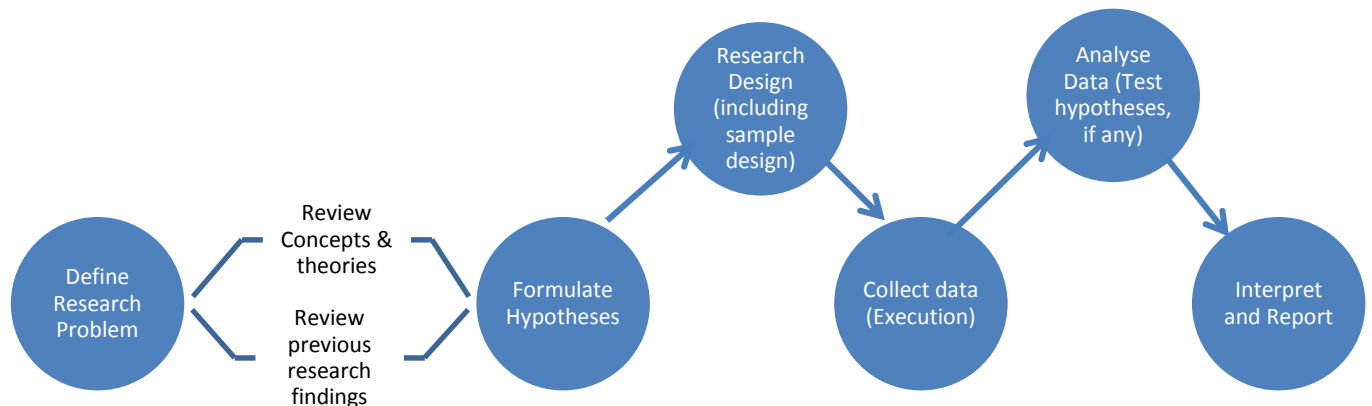 Define
Research
Problem
Review
Concepts &
theories
Review
previous
research
findings
Formulate
Hypotheses
Research
Design
(including
sample
design)
Collect data
(Execution)
Analyse
Data (Test
hypotheses,
if any)
Interpret
and Report